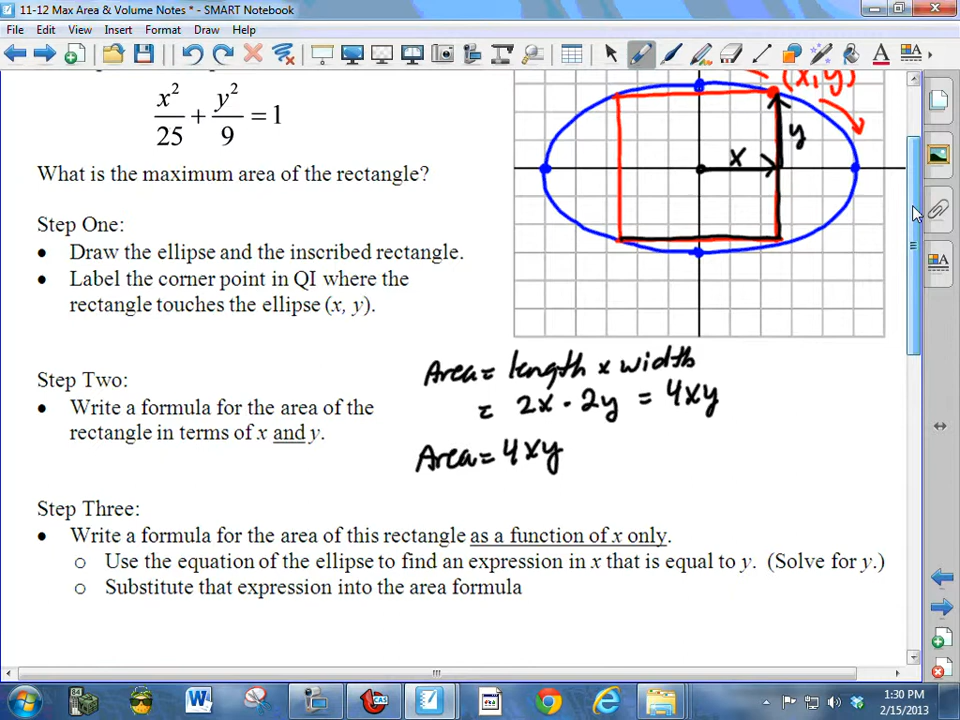 11-12 Max Area & Volume Notes * - SMART Notebook
File Edit View Insert Format Draw Help
x²/25 + y²/9 = 1
(x,y)
y
x
What is the maximum area of the rectangle?
Step One:
• Draw the ellipse and the inscribed rectangle.
• Label the corner point in QI where the
rectangle touches the ellipse (x, y).
Area = length x width
= 2x · 2y = 4xy
Step Two:
• Write a formula for the area of the
rectangle in terms of x and y.
Area = 4xy
Step Three:
• Write a formula for the area of this rectangle as a function of x only.
o Use the equation of the ellipse to find an expression in x that is equal to y. (Solve for y.)
o Substitute that expression into the area formula
84
CAS
1:30 PM
2/15/2013